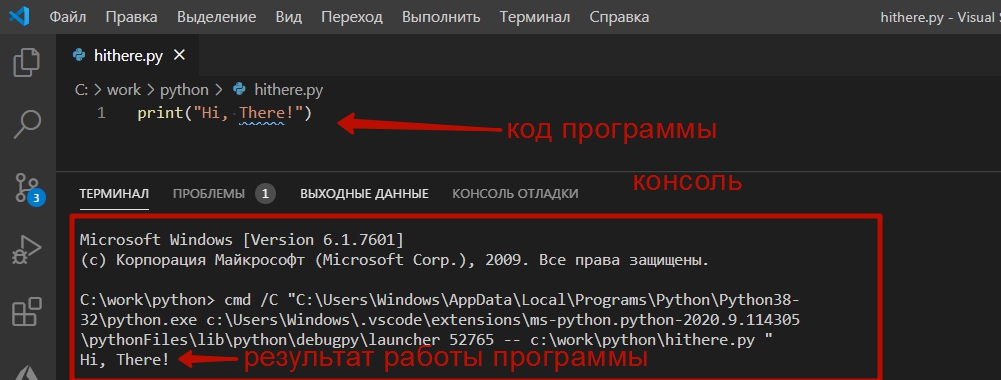 Файл Правка Выделение Вид Переход Выполнить Терминал Справка hithere.py - Visual S
hithere.py ×
C: > work > python > hithere.py
1 print("Hi, There!")
код программы
консоль
ТЕРМИНАЛ ПРОБЛЕМЫ 1 ВЫХОДНЫЕ ДАННЫЕ КОНСОЛЬ ОТЛАДКИ
3
Microsoft Windows [Version 6.1.7601]
(c) Корпорация Майкрософт (Microsoft Corp.), 2009. Все права защищены.
C:\work\python> cmd /C "C:\Users\Windows\AppData\Local\Programs\Python\Python38-
32\python.exe c:\Users\Windows\.vscode\extensions\ms-python.python-2020.9.114305
\pythonFiles\lib\python\debugpy\launcher 52765 -- c:\work\python\hithere.py "
Hi, There!
результат работы программы